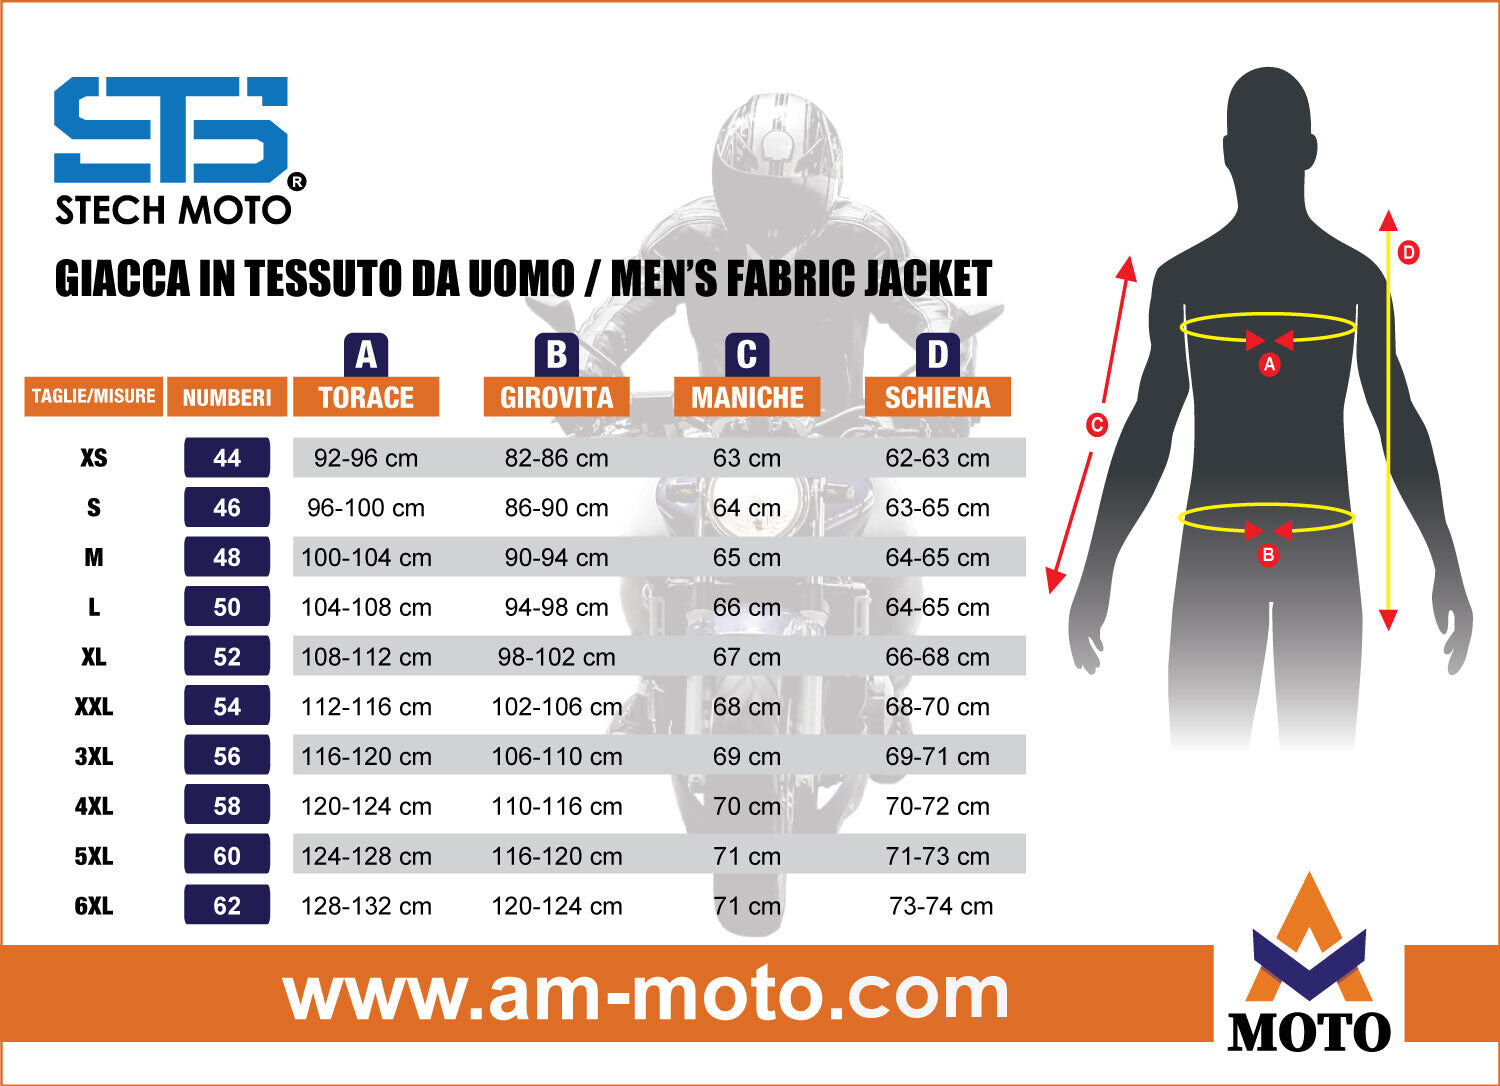 STS
STECH MOTO®
GIACCA IN TESSUTO DA UOMO / MEN'S FABRIC JACKET
A B C D
TAGLIE/MISURE NUMBERI TORACE GIROVITA MANICHE SCHIENA
XS 44 92-96 cm 82-86 cm 63 cm 62-63 cm
S 46 96-100 cm 86-90 cm 64 cm 63-65 cm
M 48 100-104 cm 90-94 cm 65 cm 64-65 cm
L 50 104-108 cm 94-98 cm 66 cm 64-65 cm
XL 52 108-112 cm 98-102 cm 67 cm 66-68 cm
XXL 54 112-116 cm 102-106 cm 68 cm 68-70 cm
3XL 56 116-120 cm 106-110 cm 69 cm 69-71 cm
4XL 58 120-124 cm 110-116 cm 70 cm 70-72 cm
5XL 60 124-128 cm 116-120 cm 71 cm 71-73 cm
6XL 62 128-132 cm 120-124 cm 71 cm 73-74 cm
D
A
C
B
www.am-moto.com
MOTO